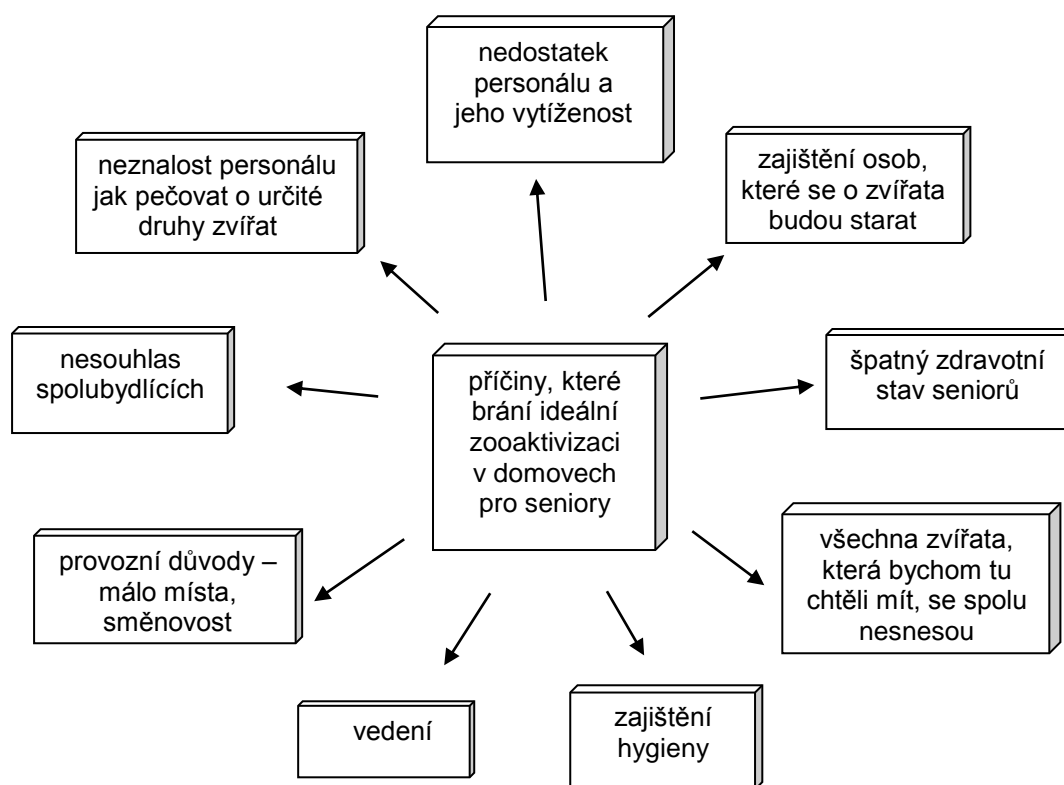 nedostatek
personálu a
jeho vytíženost
neznalost personálu
jak pečovat o určité
druhy zvířat
zajištění osob,
které se o zvířata
budou starat
nesouhlas
spolubydlících
příčiny, které
brání ideální
zooaktivizaci
v domovech
pro seniory
špatný zdravotní
stav seniorů
provozní důvody –
málo místa,
směnovost
všechna zvířata,
která bychom tu
chtěli mít, se spolu
nesnesou
vedení
zajištění
hygieny